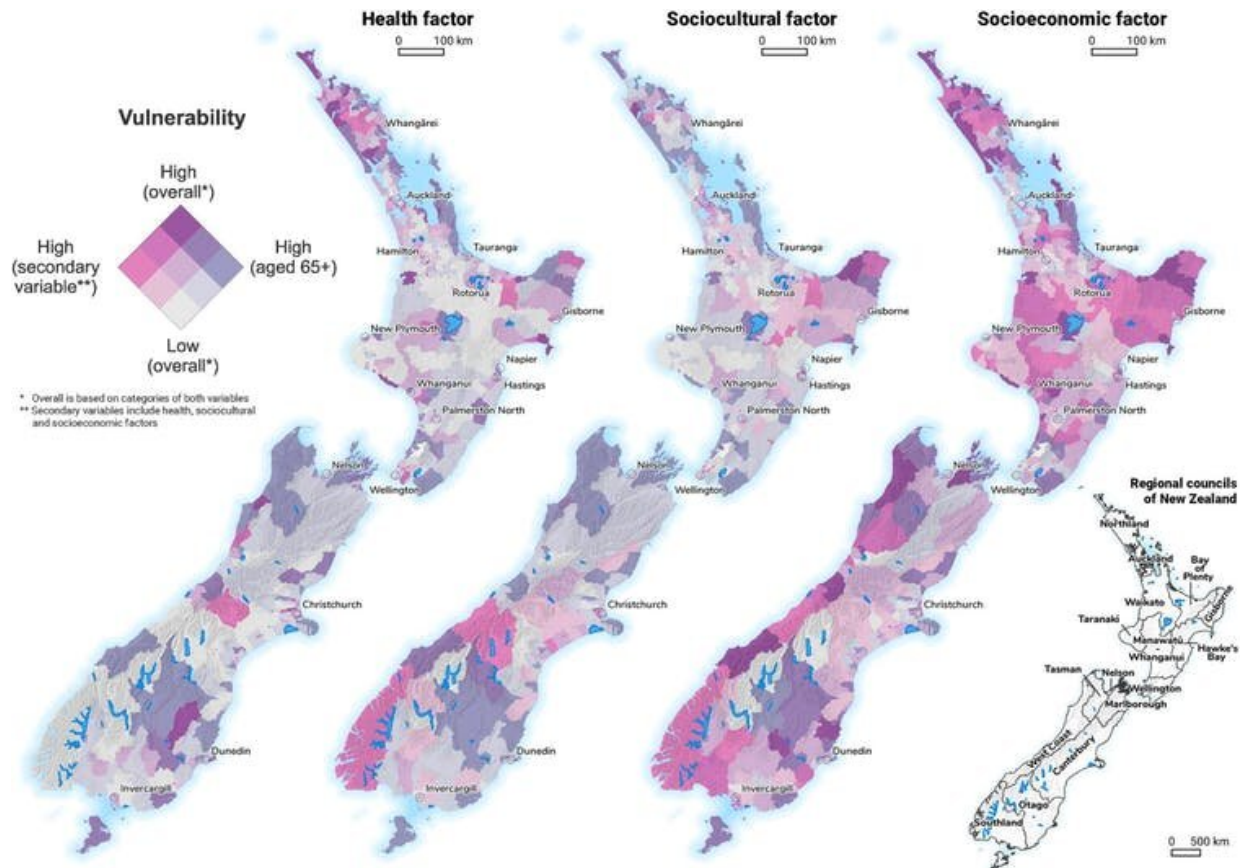 Health factor
0 100 km
Sociocultural factor
0 100 km
Socioeconomic factor
0 100 km
Vulnerability
High
(overall*)
High
(secondary
variable**)
High
(aged 65+)
Low
(overall*)
* Overall is based on categories of both variables
** Secondary variables include health, sociocultural
and socioeconomic factors
Whangārei
Auckland
Hamilton
Tauranga
Rotorua
Gisborne
New Plymouth
Napier
Whanganui
Hastings
Palmerston North
Nelson
Wellington
Christchurch
Dunedin
Invercargill
Whangārei
Auckland
Hamilton
Tauranga
Rotorua
Gisborne
New Plymouth
Napier
Whanganui
Hastings
Palmerston North
Nelson
Wellington
Christchurch
Dunedin
Invercargill
Whangārei
Auckland
Hamilton
Tauranga
Rotorua
Gisborne
New Plymouth
Napier
Whanganui
Hastings
Palmerston North
Nelson
Wellington
Christchurch
Dunedin
Invercargill
Regional councils
of New Zealand
Northland
Auckland
Bay
of
Plenty
Waikato
Gisborne
Taranaki
Manawatū
Whanganui
Hawke's
Bay
Tasman
Nelson
Wellington
Marlborough
West Coast
Canterbury
Otago
Southland
0 500 km